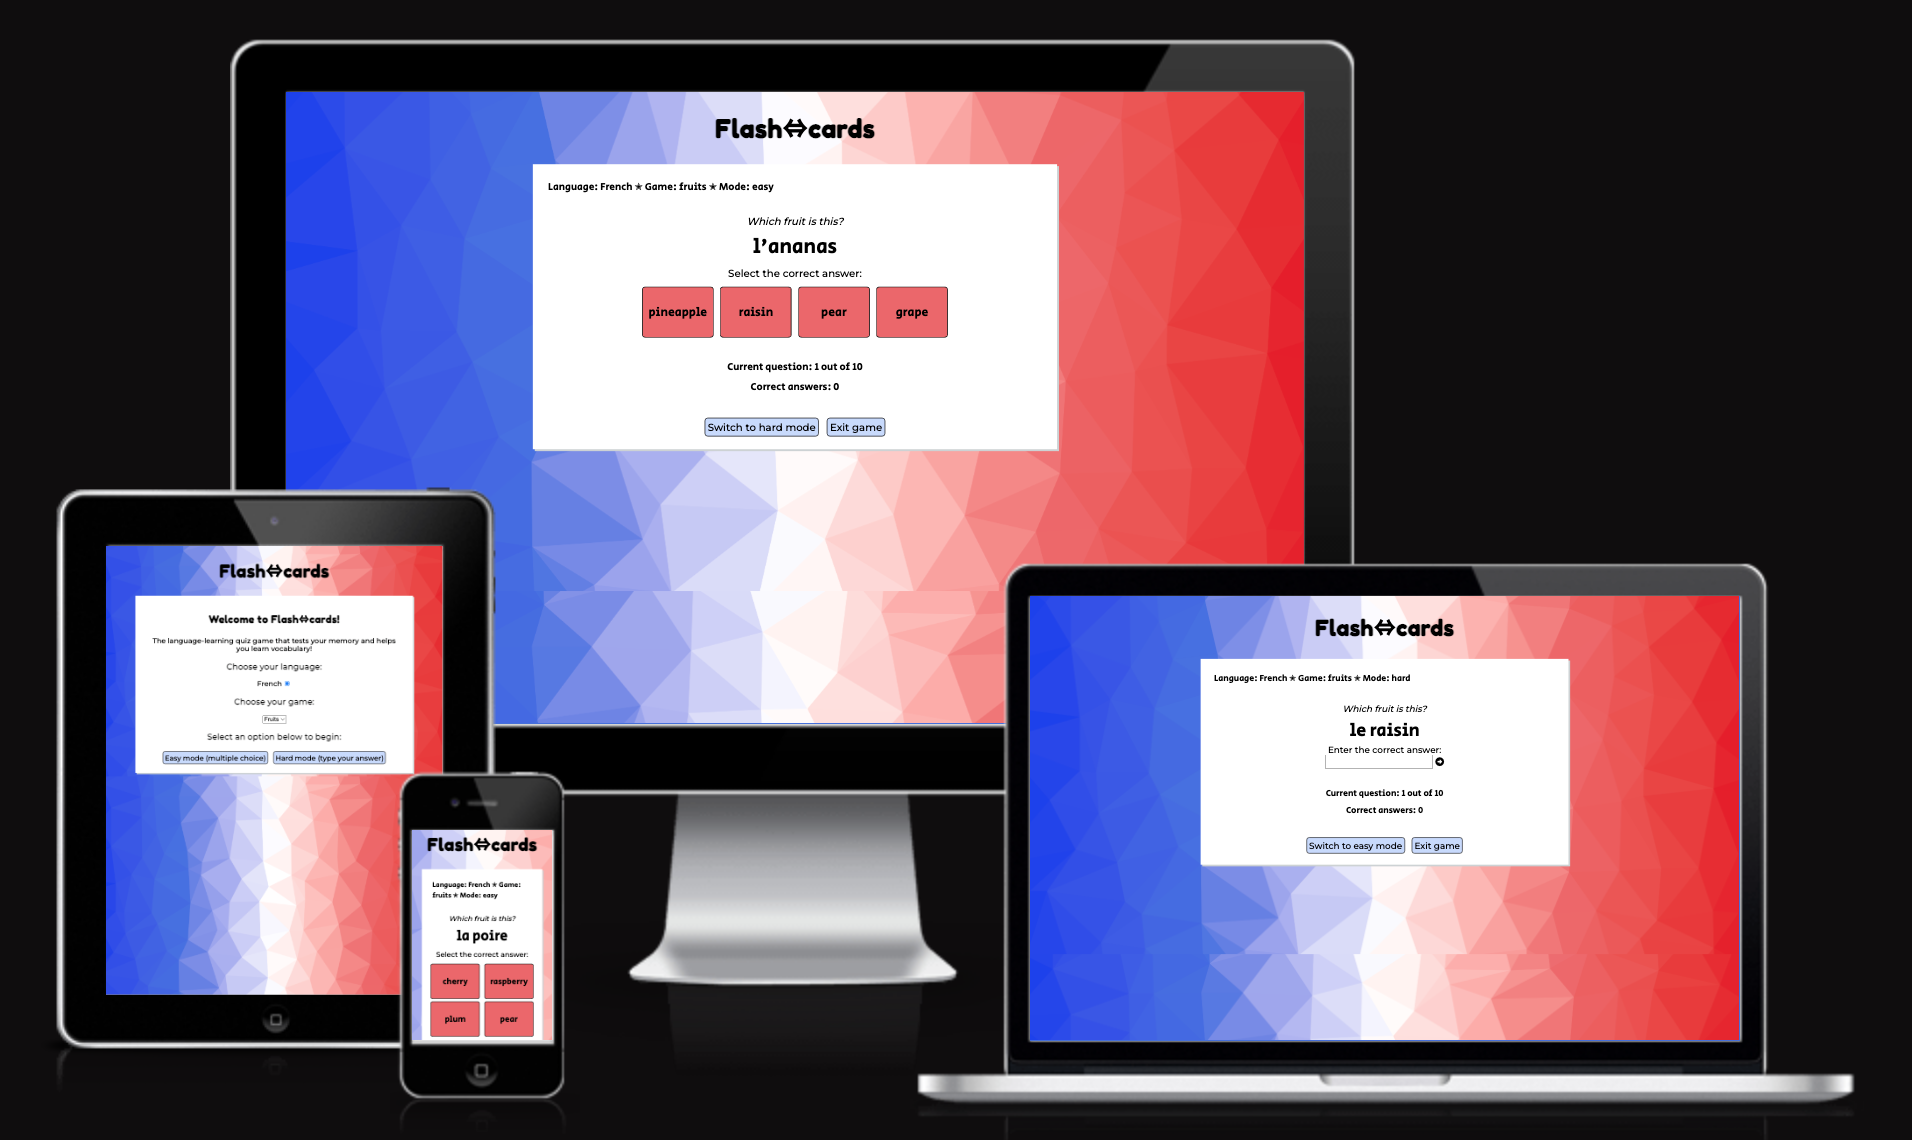 Flash⇔cards
Language: French ★ Game: fruits ★ Mode: easy
Which fruit is this?
l'ananas
Select the correct answer:
pineapple raisin pear grape
Current question: 1 out of 10
Correct answers: 0
Switch to hard mode Exit game
Flash⇔cards
Welcome to Flash⇔cards!
The language-learning quiz game that tests your memory and helps
you learn vocabulary!
Choose your language:
French
Choose your game:
Fruits
Select an option below to begin:
Easy mode (multiple choice) Hard mode (type your answer)
Flash⇔cards
Language: French ★ Game:
fruits ★ Mode: easy
Which fruit is this?
la poire
Select the correct answer:
cherry raspberry
plum pear
Flash⇔cards
Language: French ★ Game: fruits ★ Mode: hard
Which fruit is this?
le raisin
Enter the correct answer:
Current question: 1 out of 10
Correct answers: 0
Switch to easy mode Exit game